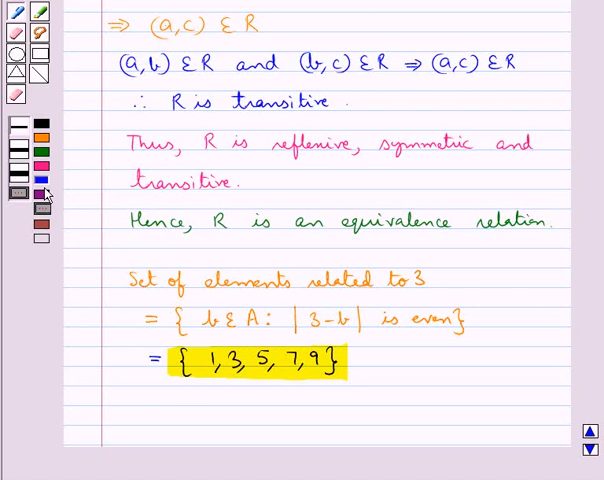 ⇒ (a,c) Ɛ R
(a,b) Ɛ R and (b,c) Ɛ R ⇒ (a,c) Ɛ R
∴ R is transitive.
Thus, R is reflenive, symmetric and
transitive.
Hence, R is an equivalence relation.
Set of elements related to 3
= { b Ɛ A: |3-b| is even}
= { 1,3, 5, 7,9}